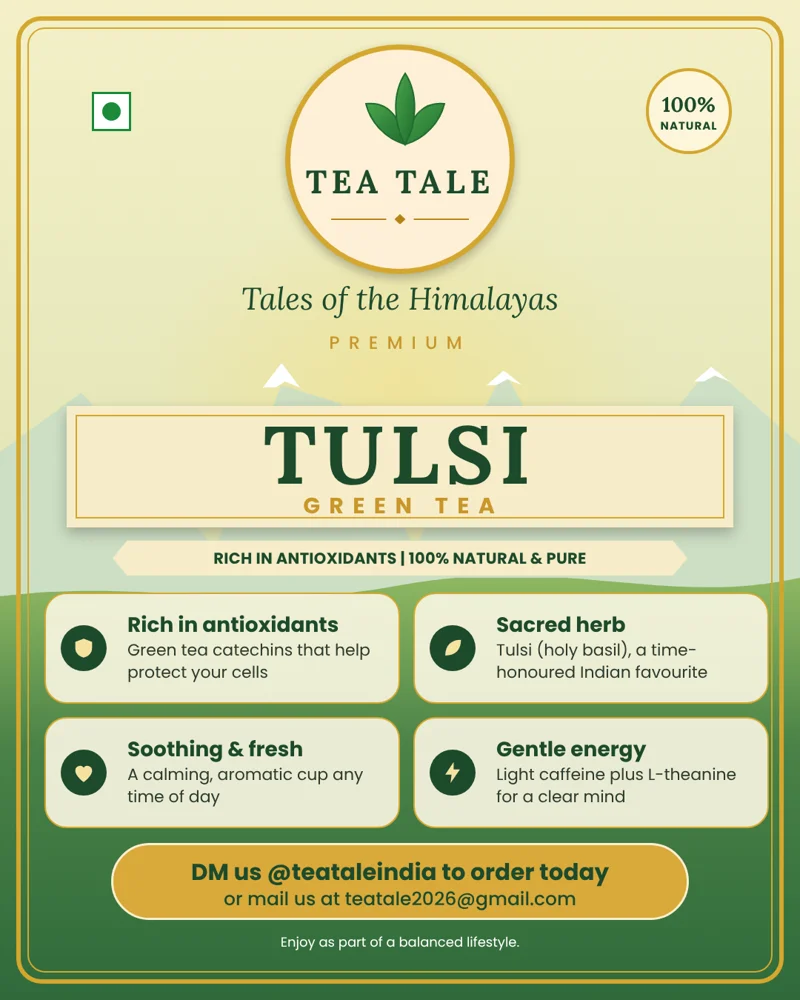 100%
NATURAL
TEA TALE
Tales of the Himalayas
PREMIUM
TULSI
GREEN TEA
RICH IN ANTIOXIDANTS | 100% NATURAL & PURE
Rich in antioxidants
Green tea catechins that help
protect your cells
Sacred herb
Tulsi (holy basil), a time-
honoured Indian favourite
Soothing & fresh
A calming, aromatic cup any
time of day
Gentle energy
Light caffeine plus L-theanine
for a clear mind
DM us @teataleindia to order today
or mail us at teatale2026@gmail.com
Enjoy as part of a balanced lifestyle.